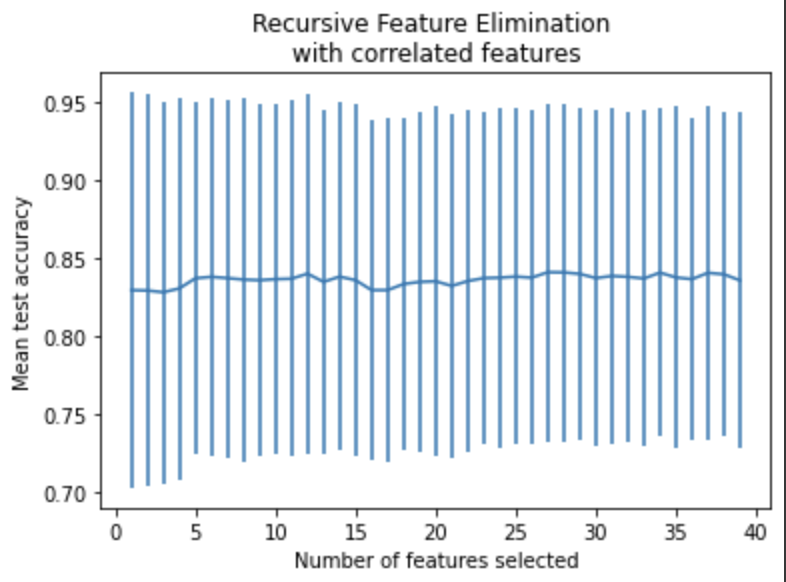 Recursive Feature Elimination
with correlated features
0.95
0.90
0.85
0.80
0.75
0.70
Mean test accuracy
0 5 10 15 20 25 30 35 40
Number of features selected